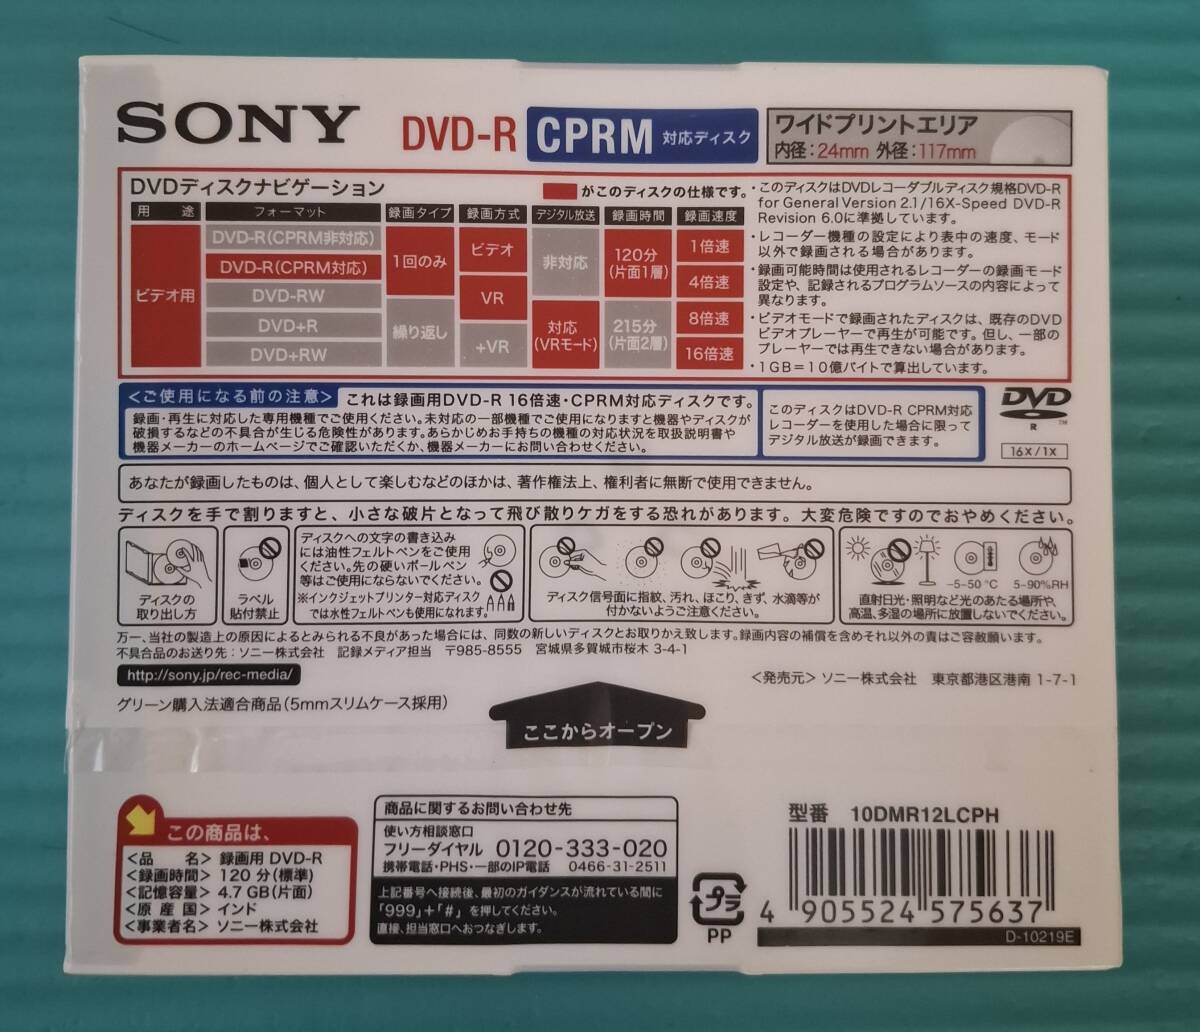 SONY
DVD-R
CPRM 対応ディスク
ワイドプリントエリア
内径:24mm 外径:117mm
DVDディスクナビゲーション
がこのディスクの仕様です。
用 途
フォーマット
録画タイプ
録画方式
デジタル放送
録画時間
録画速度
ビデオ用
DVD-R(CPRM非対応)
DVD-R(CPRM対応)
DVD-RW
DVD+R
DVD+RW
1回のみ
繰り返し
ビデオ
VR
+VR
非対応
対応
(VRモード)
120分
(片面1層)
215分
(片面2層)
1倍速
4倍速
8倍速
16倍速
・このディスクはDVDレコーダブルディスク規格DVD-R
for General Version 2.1/16X-Speed DVD-R
Revision 6.0に準拠しています。
・レコーダー機種の設定により表中の速度、モード
以外で録画される場合があります。
・録画可能時間は使用されるレコーダーの録画モード
設定や、記録されるプログラムソースの内容によって
異なります。
・ビデオモードで録画されたディスクは、既存のDVD
ビデオプレーヤーで再生が可能です。但し、一部の
プレーヤーでは再生できない場合があります。
・1GB=10億バイトで算出しています。
<ご使用になる前の注意> これは録画用DVD-R 16倍速・CPRM対応ディスクです。
録画・再生に対応した専用機種でご使用ください。未対応の一部機種でご使用になりますと機器やディスクが
破損するなどの不具合が生じる危険性があります。あらかじめお手持ちの機種の対応状況を取扱説明書や
機器メーカーのホームページでご確認いただくか、機器メーカーにお問い合わせください。
このディスクはDVD-R CPRM対応
レコーダーを使用した場合に限って
デジタル放送が録画できます。
DVD
R
™
16X/1X
あなたが録画したものは、個人として楽しむなどのほかは、著作権法上、権利者に無断で使用できません。
ディスクを手で割りますと、小さな破片となって飛び散りケガをする恐れがあります。大変危険ですのでおやめください。
ディスクの
取り出し方
ラベル
貼付禁止
ディスクへの文字の書き込み
には油性フェルトペンをご使用
ください。先の硬いボールペン
等はご使用にならないでください。
※インクジェットプリンター対応ディスク
では水性フェルトペンも使用になれます。
ディスク信号面に指紋、汚れ、ほこり、きず、水滴等が
付かないようご注意ください。
-5-50℃
5-90%RH
直射日光・照明など光のあたる場所や、
高温、多湿の場所に放置しないでください。
万一、当社の製造上の原因によるとみられる不良があった場合には、同数の新しいディスクとお取りかえ致します。録画内容の補償を含めそれ以外の責はご容赦願います。
不具合品のお送り先:ソニー株式会社 記録メディア担当 〒985-8555 宮城県多賀城市桜木 3-4-1
http://sony.jp/rec-media/
<発売元> ソニー株式会社 東京都港区港南 1-7-1
グリーン購入法適合商品(5mmスリムケース採用)
ここからオープン
この商品は、
<品 名> 録画用 DVD-R
<録画時間> 120 分(標準)
<記憶容量> 4.7 GB(片面)
<原 産 国> インド
<事業者名> ソニー株式会社
商品に関するお問い合わせ先
使い方相談窓口
フリーダイヤル 0120-333-020
携帯電話・PHS・一部のIP電話 0466-31-2511
上記番号へ接続後、最初のガイダンスが流れている間に
「999」+「#」を押してください。
直接、担当窓口へおつなぎします。
プラ
PP
型番 10DMR12LCPH
4 905524 575637
D-10219E